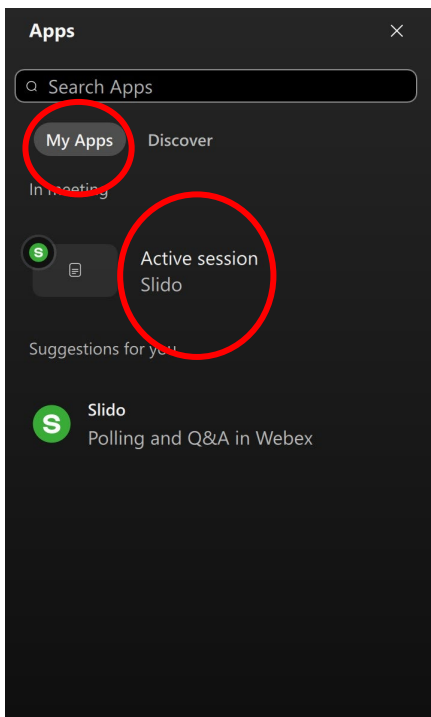 Apps
Search Apps
My Apps Discover
In meeting
S
Active session
Slido
Suggestions for you
S
Slido
Polling and Q&A in Webex